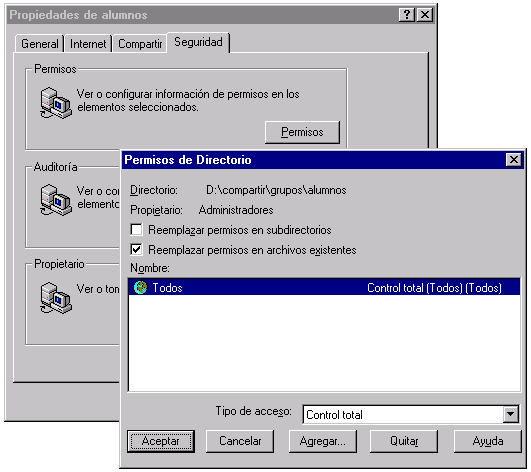 Propiedades de alumnos
General Internet Compartir Seguridad
Permisos
Ver o configurar información de permisos en los
elementos seleccionados.
Permisos
Auditoría
Ver o co
elemento
Propietario
Ver o ton
Permisos de Directorio
Directorio: D:\compartir\grupos\alumnos
Propietario: Administradores
Reemplazar permisos en subdirectorios
Reemplazar permisos en archivos existentes
Nombre:
Todos Control total (Todos) (Todos)
Tipo de acceso: Control total
Aceptar Cancelar Agregar... Quitar Ayuda